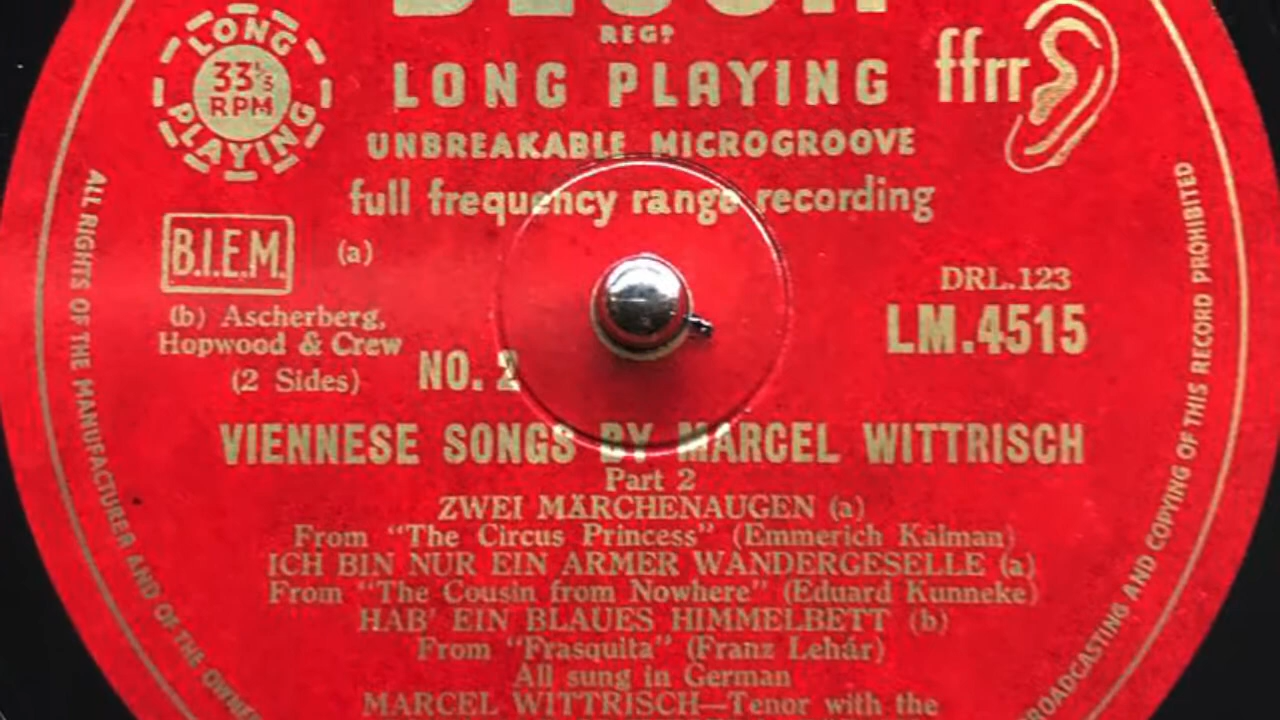 DECCA
REGD
LONG PLAYING
33⅓ RPM
LONG PLAYING
ffrr
UNBREAKABLE MICROGROOVE
full frequency range recording
B.I.E.M.
(a)
(b) Ascherberg,
Hopwood & Crew
(2 Sides)
NO. 2
DRL.123
LM.4515
VIENNESE SONGS BY MARCEL WITTRISCH
Part 2
ZWEI MÄRCHENAUGEN (a)
From "The Circus Princess" (Emmerich Kalman)
ICH BIN NUR EIN ARMER WANDERGESELLE (a)
From "The Cousin from Nowhere" (Eduard Kunneke)
HAB' EIN BLAUES HIMMELBETT (b)
From "Frasquita" (Franz Lehár)
All sung in German
MARCEL WITTRISCH—Tenor with the
ALL RIGHTS OF THE MANUFACTURER AND OF THE OWNE
BROADCASTING AND COPYING OF THIS RECORD PROHIBITED